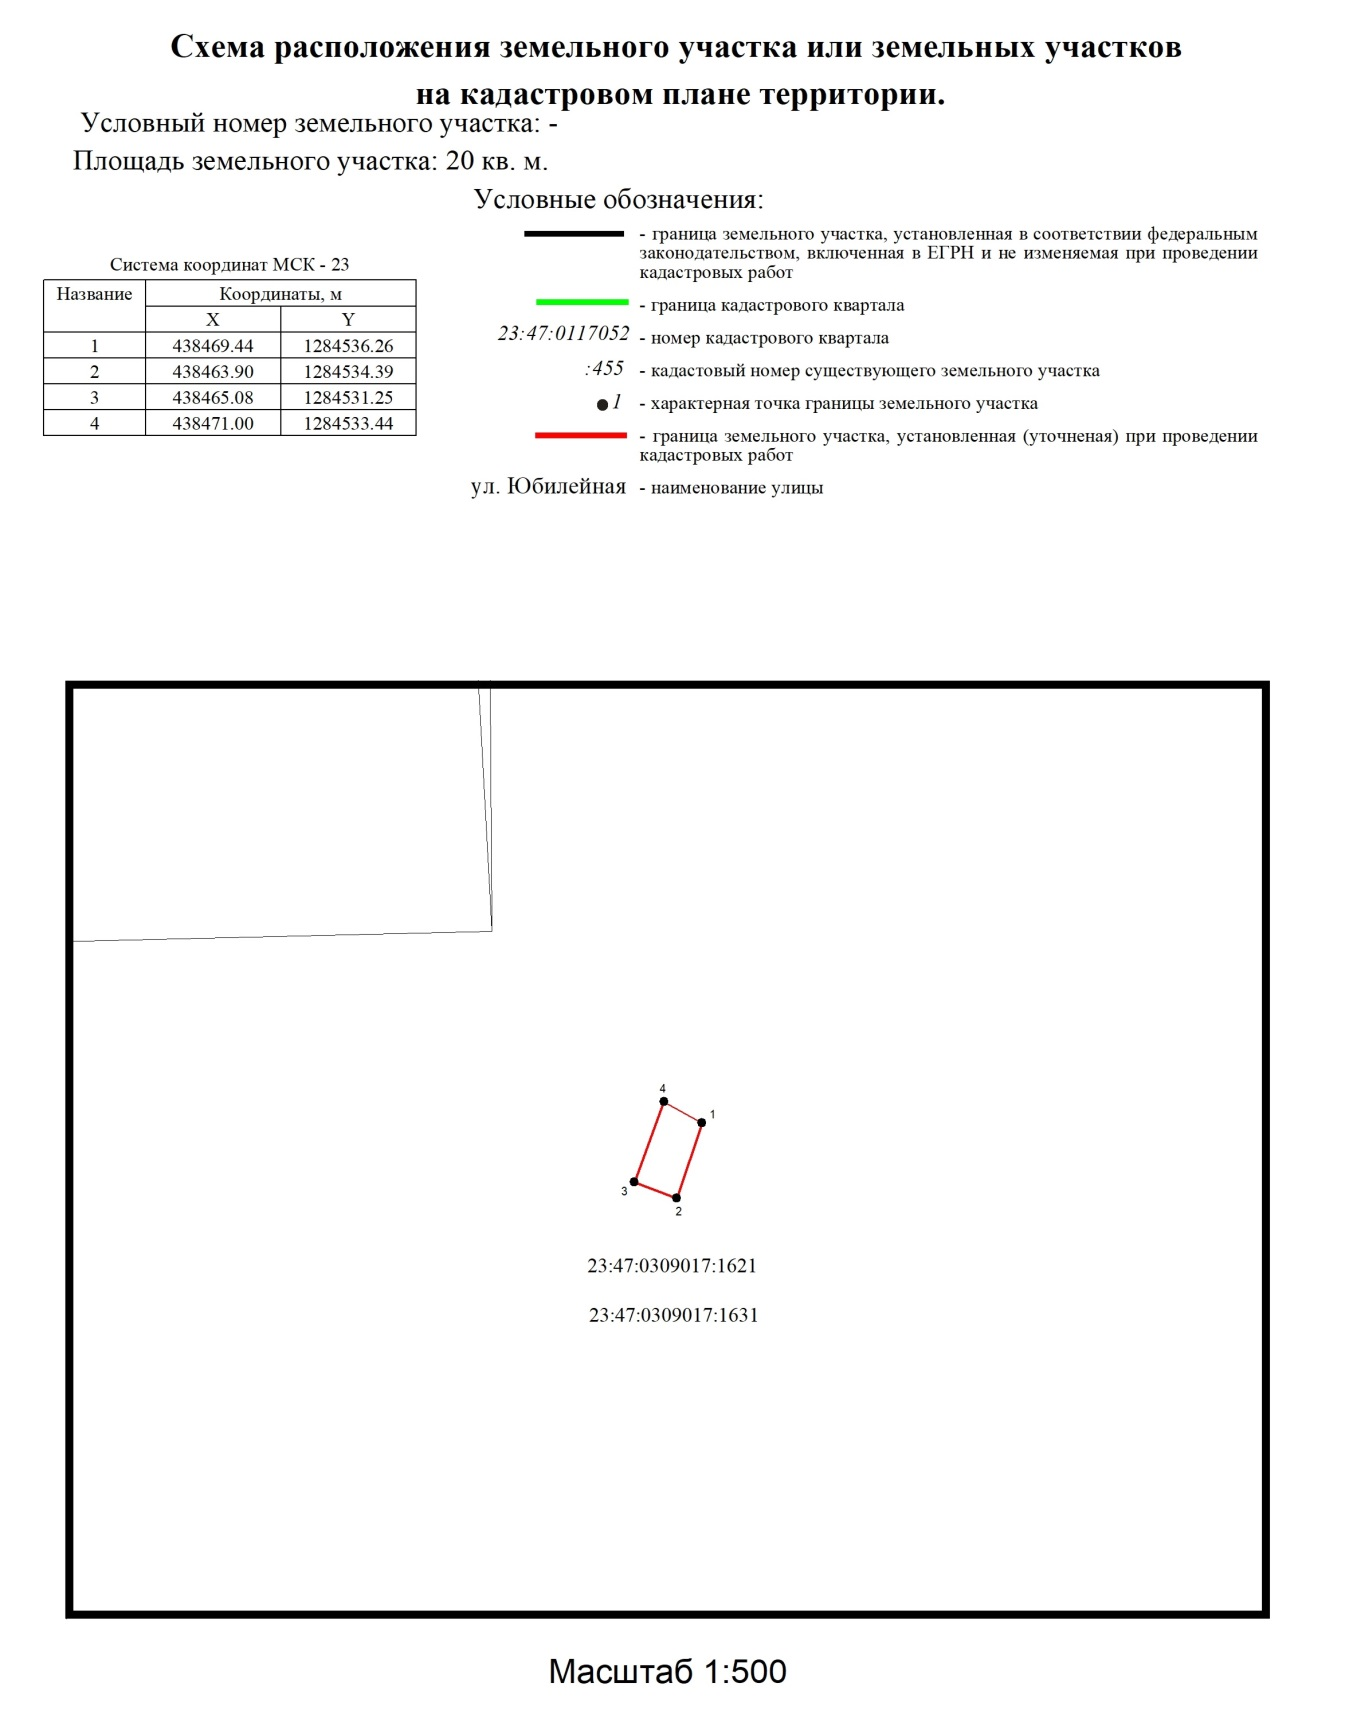 Схема расположения земельного участка или земельных участков
на кадастровом плане территории.
Условный номер земельного участка: -
Площадь земельного участка: 20 кв. м.
Условные обозначения:
- граница земельного участка, установленная в соответствии федеральным
законодательством, включенная в ЕГРН и не изменяемая при проведении
кадастровых работ
- граница кадастрового квартала
23:47:0117052 - номер кадастрового квартала
:455 - кадастовый номер существующего земельного участка
1 - характерная точка границы земельного участка
- граница земельного участка, установленная (уточненая) при проведении
кадастровых работ
ул. Юбилейная - наименование улицы
Система координат МСК - 23
Название Координаты, м
X Y
1 438469.44 1284536.26
2 438463.90 1284534.39
3 438465.08 1284531.25
4 438471.00 1284533.44
4
1
3
2
23:47:0309017:1621
23:47:0309017:1631
Масштаб 1:500